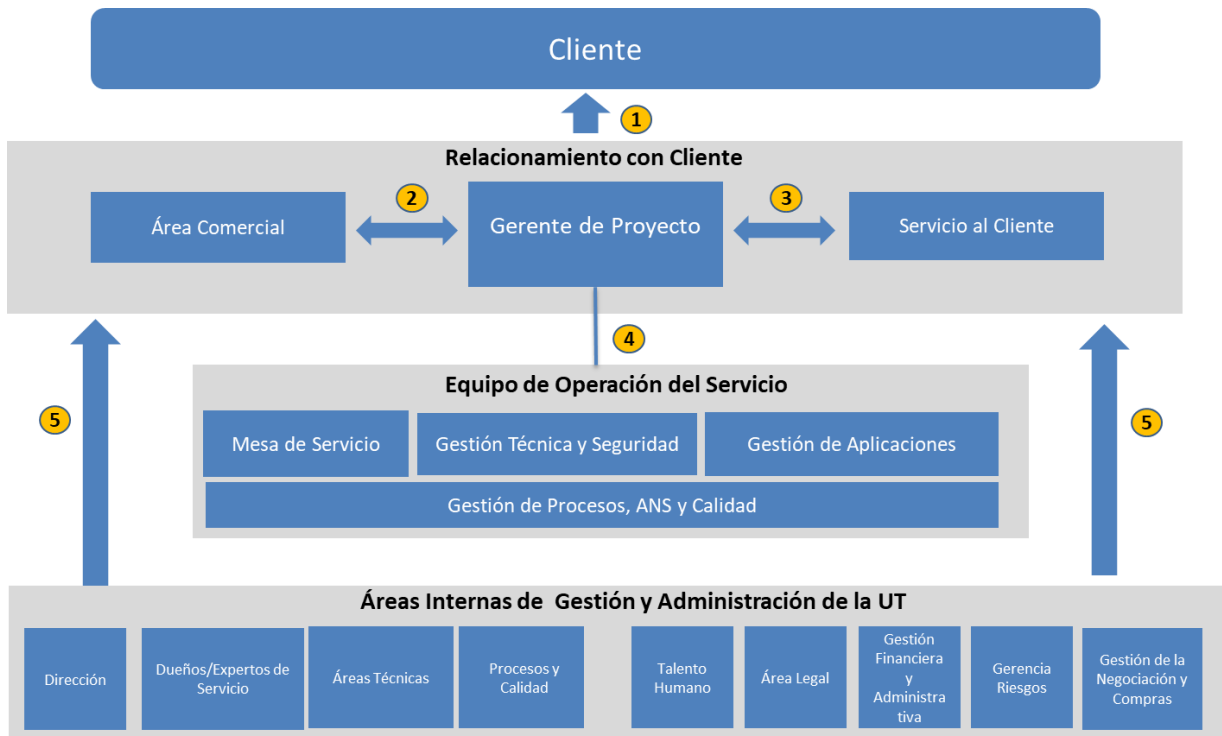 Cliente
1
Relacionamiento con Cliente
Área Comercial
2
Gerente de Proyecto
3
Servicio al Cliente
4
Equipo de Operación del Servicio
5
5
Mesa de Servicio
Gestión Técnica y Seguridad
Gestión de Aplicaciones
Gestión de Procesos, ANS y Calidad
Áreas Internas de Gestión y Administración de la UT
Dirección
Dueños/Expertos de
Servicio
Áreas Técnicas
Procesos y
Calidad
Talento
Humano
Área Legal
Gestión
Financiera
y
Administra
tiva
Gerencia
Riesgos
Gestión de la
Negociación y
Compras